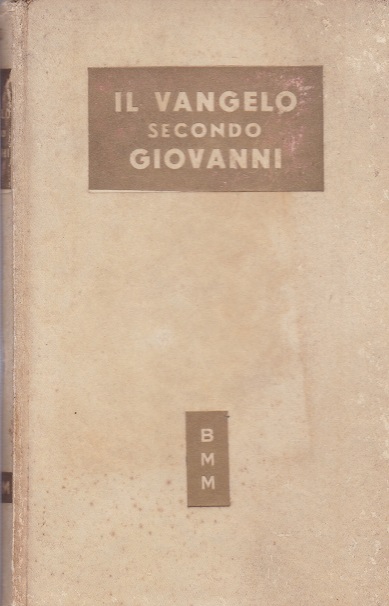 IL VANGELO
SECONDO
GIOVANNI
B
M
M